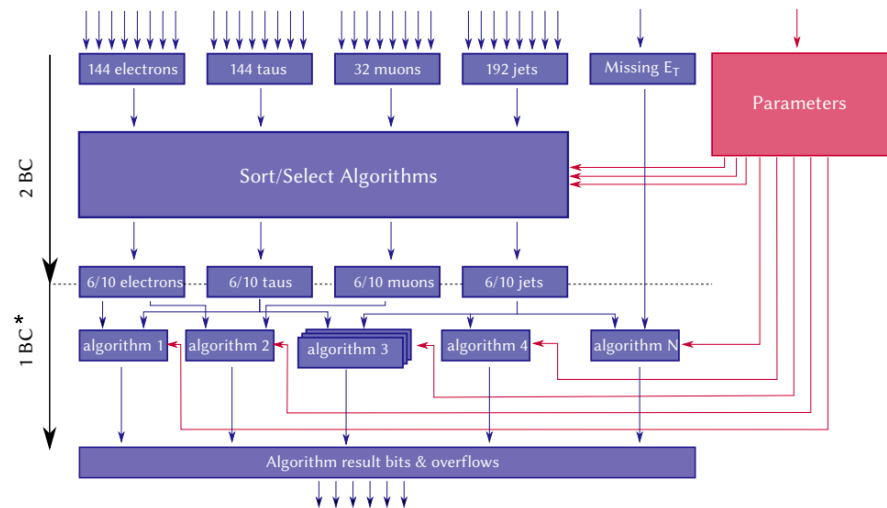 144 electrons
144 taus
32 muons
192 jets
Missing E_T
Parameters
2 BC
Sort/Select Algorithms
6/10 electrons
6/10 taus
6/10 muons
6/10 jets
1 BC*
algorithm 1
algorithm 2
algorithm 3
algorithm 4
algorithm N
Algorithm result bits & overflows